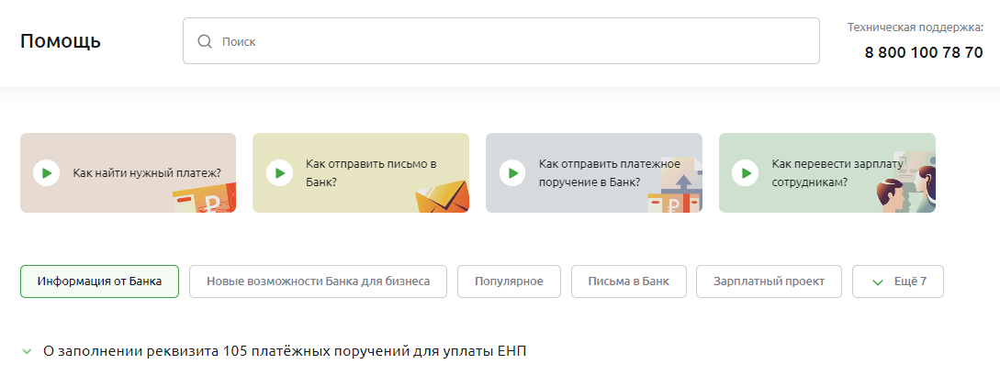 Помощь
Поиск
Техническая поддержка:
8 800 100 78 70
Как найти нужный платеж?
Как отправить письмо в
Банк?
Как отправить платежное
поручение в Банк?
Как перевести зарплату
сотрудникам?
Информация от Банка
Новые возможности Банка для бизнеса
Популярное
Письма в Банк
Зарплатный проект
Ещё 7
О заполнении реквизита 105 платёжных поручений для уплаты ЕНП